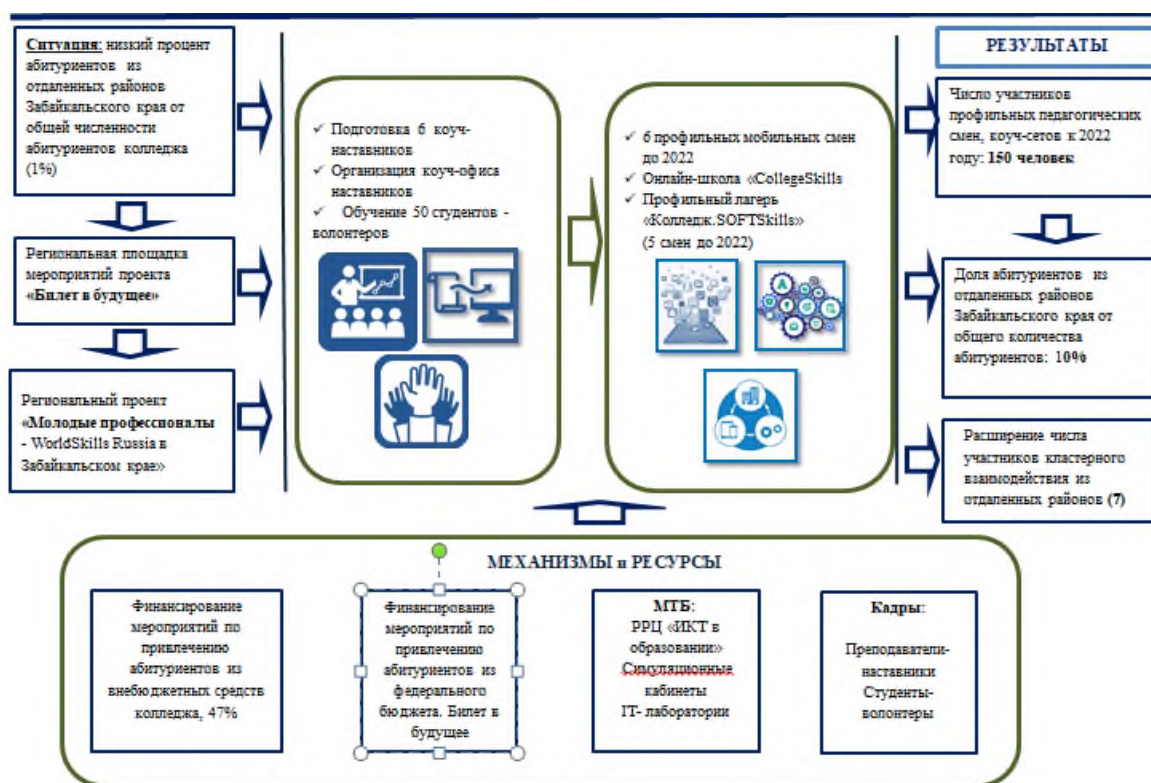 Ситуация: низкий процент
абитуриентов из
отдаленных районов
Забайкальского края от
общей численности
абитуриентов колледжа
(1%)
Региональная площадка
мероприятий проекта
«Билет в будущее»
Региональный проект
«Молодые профессионалы
- WorldSkills Russia в
Забайкальском крае»
✓ Подготовка 6 коуч-
наставников
✓ Организация коуч-офиса
наставников
✓ Обучение 50 студентов -
волонтеров
✓ 6 профильных мобильных смен
до 2022
✓ Онлайн-школа «CollegeSkills
✓ Профильный лагерь
«Колледж.SOFTSkills»
(5 смен до 2022)
РЕЗУЛЬТАТЫ
Число участников
профильных педагогических
смен, коуч-сетов к 2022
году: 150 человек
Доля абитуриентов из
отдаленных районов
Забайкальского края от
общего количества
абитуриентов: 10%
Расширение числа
участников кластерного
взаимодействия из
отдаленных районов (7)
МЕХАНИЗМЫ и РЕСУРСЫ
Финансирование
мероприятий по
привлечению
абитуриентов из
внебюджетных средств
колледжа, 47%
Финансирование
мероприятий по
привлечению
абитуриентов из
федерального
бюджета. Билет в
будущее
МТБ:
РРЦ «ИКТ в
образовании»
Симуляционные
кабинеты
IT- лаборатории
Кадры:
Преподаватели-
наставники
Студенты-
волонтеры